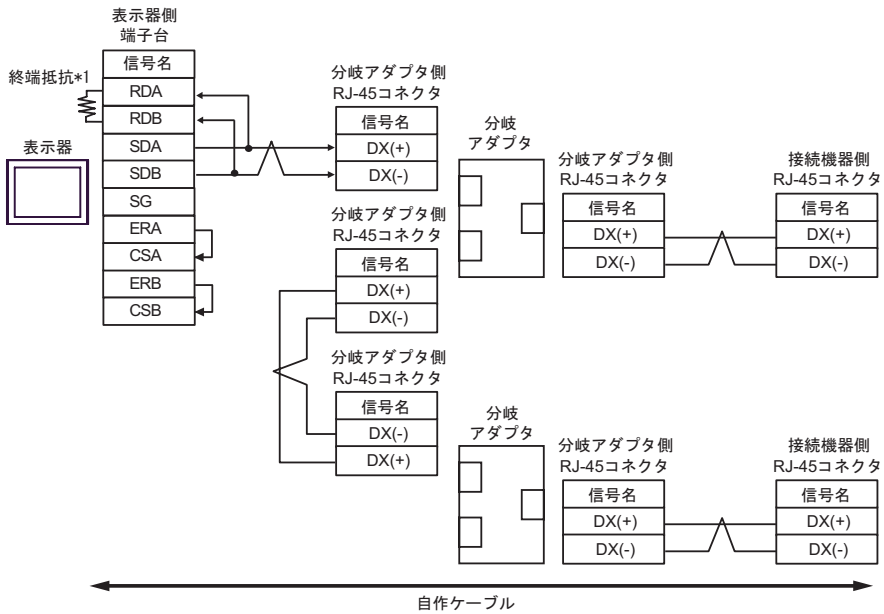 表示器側
端子台
信号名
終端抵抗*1
RDA
RDB
表示器
SDA
SDB
SG
ERA
CSA
ERB
CSB
分岐アダプタ側
RJ-45コネクタ
信号名
DX(+)
DX(-)
分岐アダプタ側
RJ-45コネクタ
信号名
DX(+)
DX(-)
分岐アダプタ側
RJ-45コネクタ
信号名
DX(-)
DX(+)
分岐
アダプタ
分岐アダプタ側
RJ-45コネクタ
信号名
DX(+)
DX(-)
接続機器側
RJ-45コネクタ
信号名
DX(+)
DX(-)
分岐
アダプタ
分岐アダプタ側
RJ-45コネクタ
信号名
DX(+)
DX(-)
接続機器側
RJ-45コネクタ
信号名
DX(+)
DX(-)
自作ケーブル